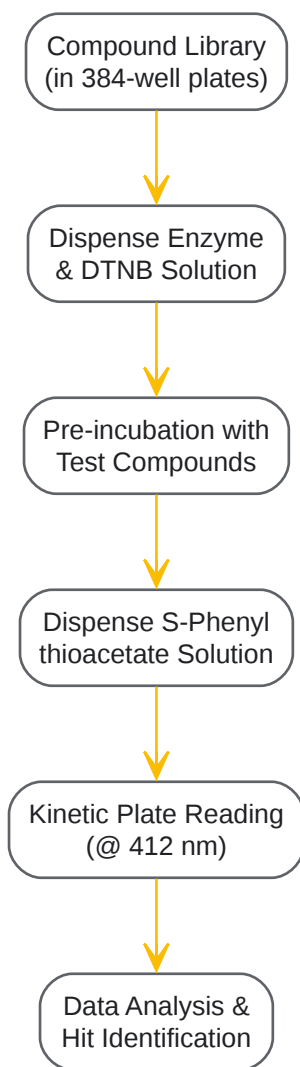 Compound Library
(in 384-well plates)
Dispense Enzyme
& DTNB Solution
Pre-incubation with
Test Compounds
Dispense S-Phenyl
thioacetate Solution
Kinetic Plate Reading
(@ 412 nm)
Data Analysis &
Hit Identification